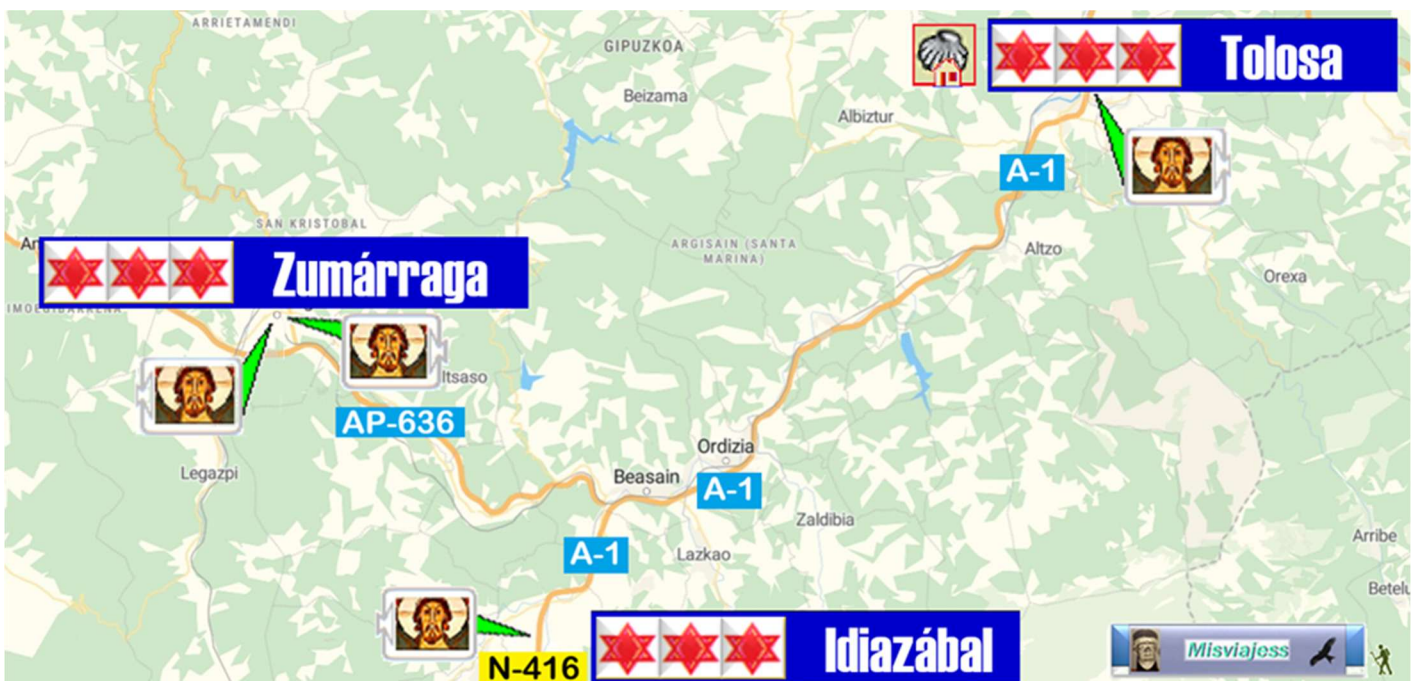 ARRIETAMENDI
GIPUZKOA
Tolosa
Beizama
Albiztur
A-1
SAN KRISTOBAL
ARGISAIN (SANTA
MARINA)
Altzo
Zumárraga
Orexa
Itsaso
AP-636
Ordizia
Legazpi
Beasain
A-1
Zaldibia
A-1
Lazkao
Arribe
Betelu
N-416
Idiazábal
Misviajess